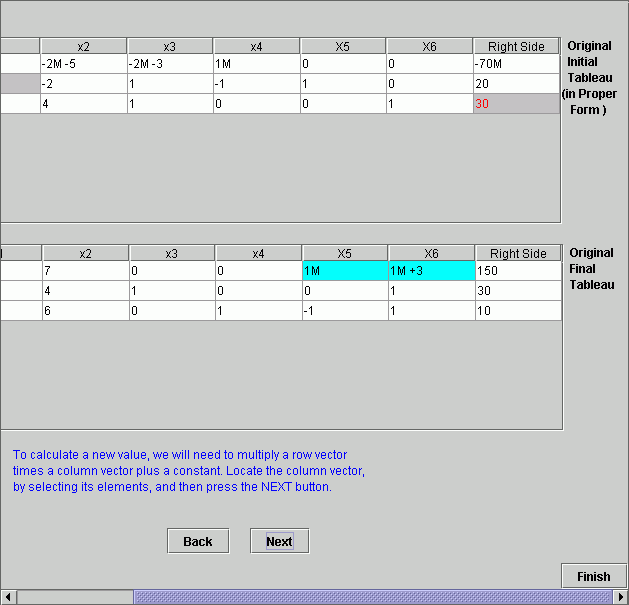 x2 x3 x4 X5 X6 Right Side
-2M -5 -2M -3 1M 0 0 -70M
-2 1 -1 1 0 20
4 1 0 0 1 30
Original
Initial
Tableau
(in Proper
Form )
x2 x3 x4 X5 X6 Right Side
7 0 0 1M 1M +3 150
4 1 0 0 1 30
6 0 1 -1 1 10
Original
Final
Tableau
To calculate a new value, we will need to multiply a row vector
times a column vector plus a constant. Locate the column vector,
by selecting its elements, and then press the NEXT button.
Back Next
Finish